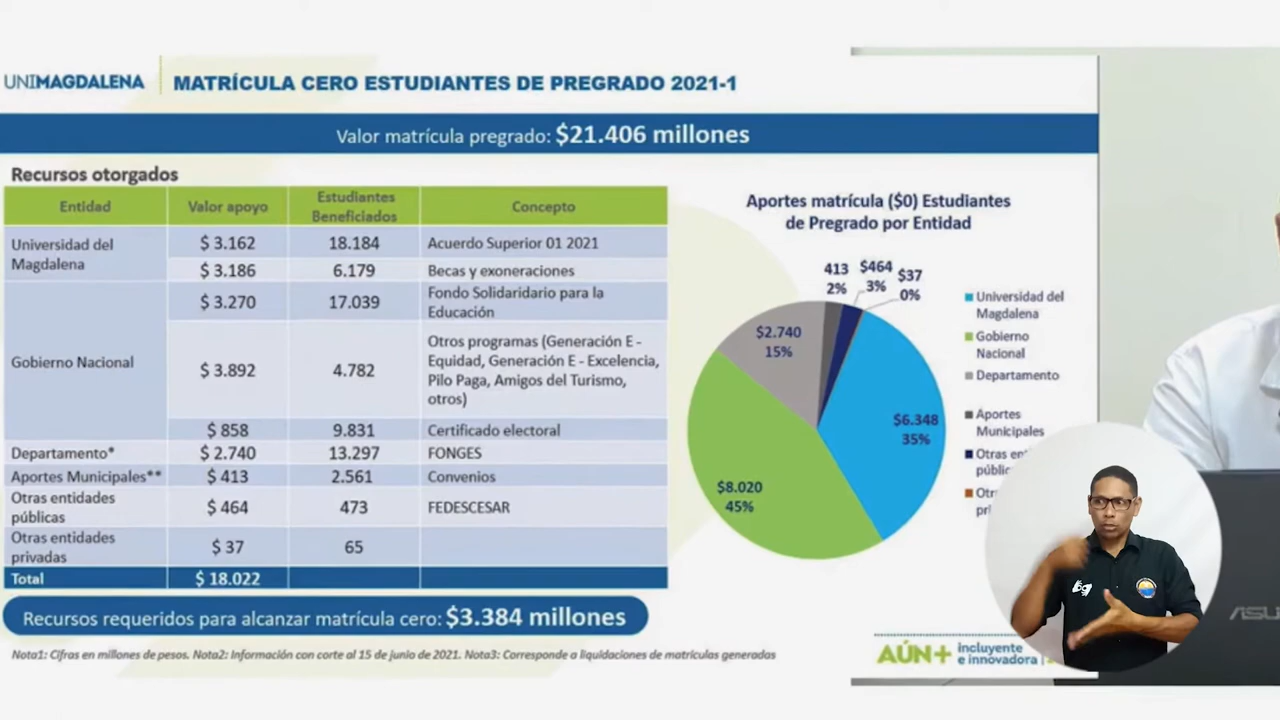 UNIMAGDALENA
MATRÍCULA CERO ESTUDIANTES DE PREGRADO 2021-1
Valor matrícula pregrado: $21.406 millones
Recursos otorgados
Entidad Valor apoyo Estudiantes Beneficiados Concepto
Universidad del Magdalena $ 3.162 18.184 Acuerdo Superior 01 2021
$ 3.186 6.179 Becas y exoneraciones
Gobierno Nacional $ 3.270 17.039 Fondo Solidaridario para la Educación
$ 3.892 4.782 Otros programas (Generación E - Equidad, Generación E - Excelencia, Pilo Paga, Amigos del Turismo, otros)
$ 858 9.831 Certificado electoral
Departamento* $ 2.740 13.297 FONGES
Aportes Municipales** $ 413 2.561 Convenios
Otras entidades públicas $ 464 473 FEDESCESAR
Otras entidades privadas $ 37 65
Total $ 18.022
Recursos requeridos para alcanzar matrícula cero: $3.384 millones
Nota1: Cifras en millones de pesos. Nota2: Información con corte al 15 de junio de 2021. Nota3: Corresponde a liquidaciones de matrículas generadas
Aportes matrícula ($0) Estudiantes
de Pregrado por Entidad
413
2%
$464
3%
$37
0%
$2.740
15%
$6.348
35%
$8.020
45%
Universidad del
Magdalena
Gobierno
Nacional
Departamento
Aportes
Municipales
Otras
AÚN+ incluyente
e innovadora
ASUS